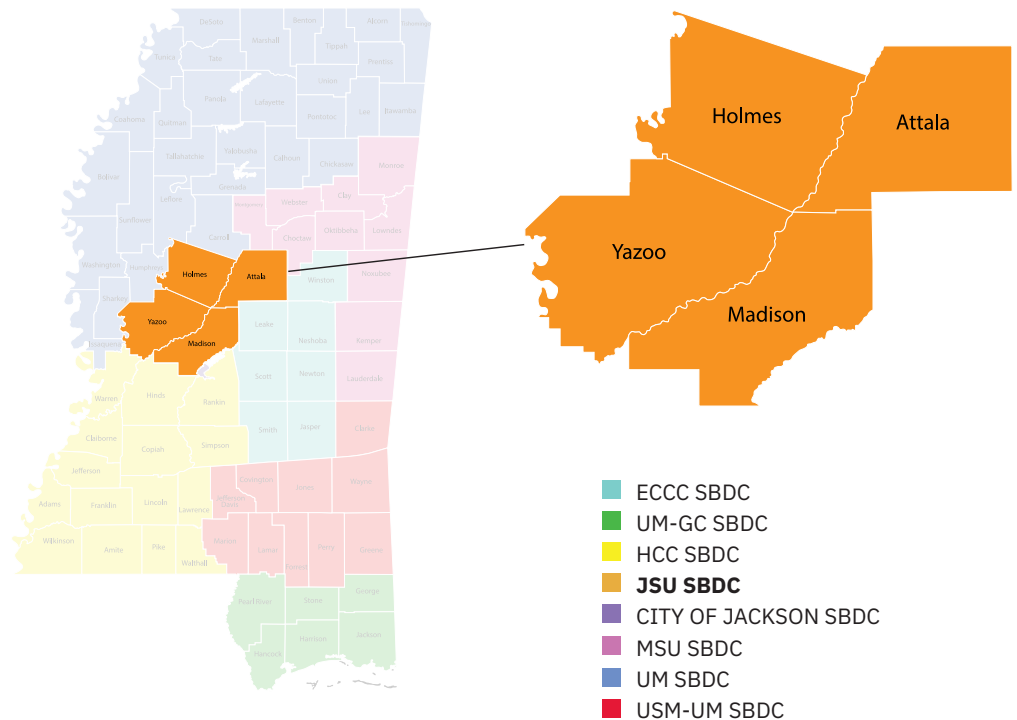 DeSoto
Benton
Alcorn
Marshall
Tippah
Tunica
Tate
Prentiss
Union
Panola
Lafayette
Pontotoc
Lee
Itawamba
Coahoma
Quitman
Yalobusha
Tallahatchie
Calhoun
Chickasaw
Monroe
Bolivar
Grenada
Leflore
Clay
Webster
Montgomery
Sunflower
Carroll
Choctaw
Oktibbeha
Lowndes
Washington
Humphreys
Holmes
Attala
Winston
Noxubee
Sharkey
Yazoo
Leake
Neshoba
Kemper
Madison
Issaquena
Scott
Newton
Lauderdale
Warren
Hinds
Rankin
Smith
Jasper
Clarke
Claiborne
Copiah
Simpson
Jefferson
Covington
Jones
Wayne
Jefferson
Davis
Adams
Franklin
Lincoln
Lawrence
Wilkinson
Amite
Pike
Walthall
Marion
Lamar
Forrest
Perry
Greene
Pearl River
Stone
George
Hancock
Harrison
Jackson
Holmes
Attala
Yazoo
Madison
ECCC SBDC
UM-GC SBDC
HCC SBDC
JSU SBDC
CITY OF JACKSON SBDC
MSU SBDC
UM SBDC
USM-UM SBDC